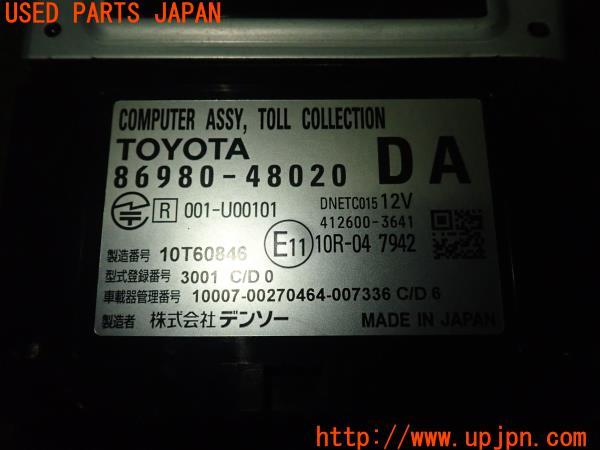 USED PARTS JAPAN
COMPUTER ASSY, TOLL COLLECTION
TOYOTA
86980-48020 DA
R 001-U00101
DNETC015 12V
412600-3641
E11 10R-04 7942
製造番号 10T60846
型式登録番号 3001 C/D 0
車載器管理番号 10007-00270464-007336 C/D 6
製造者 株式会社 デンソー MADE IN JAPAN
http://www.upjpn.com